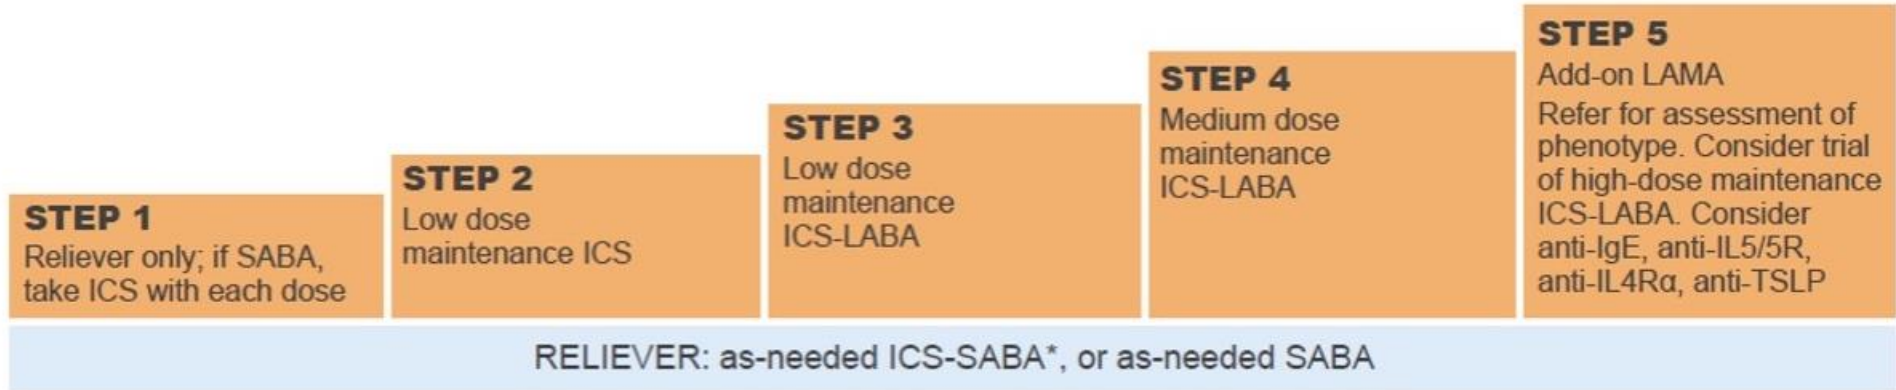 STEP 1
Reliever only; if SABA,
take ICS with each dose
STEP 2
Low dose
maintenance ICS
STEP 3
Low dose
maintenance
ICS-LABA
STEP 4
Medium dose
maintenance
ICS-LABA
STEP 5
Add-on LAMA
Refer for assessment of
phenotype. Consider trial
of high-dose maintenance
ICS-LABA. Consider
anti-IgE, anti-IL5/5R,
anti-IL4Rα, anti-TSLP
RELIEVER: as-needed ICS-SABA*, or as-needed SABA